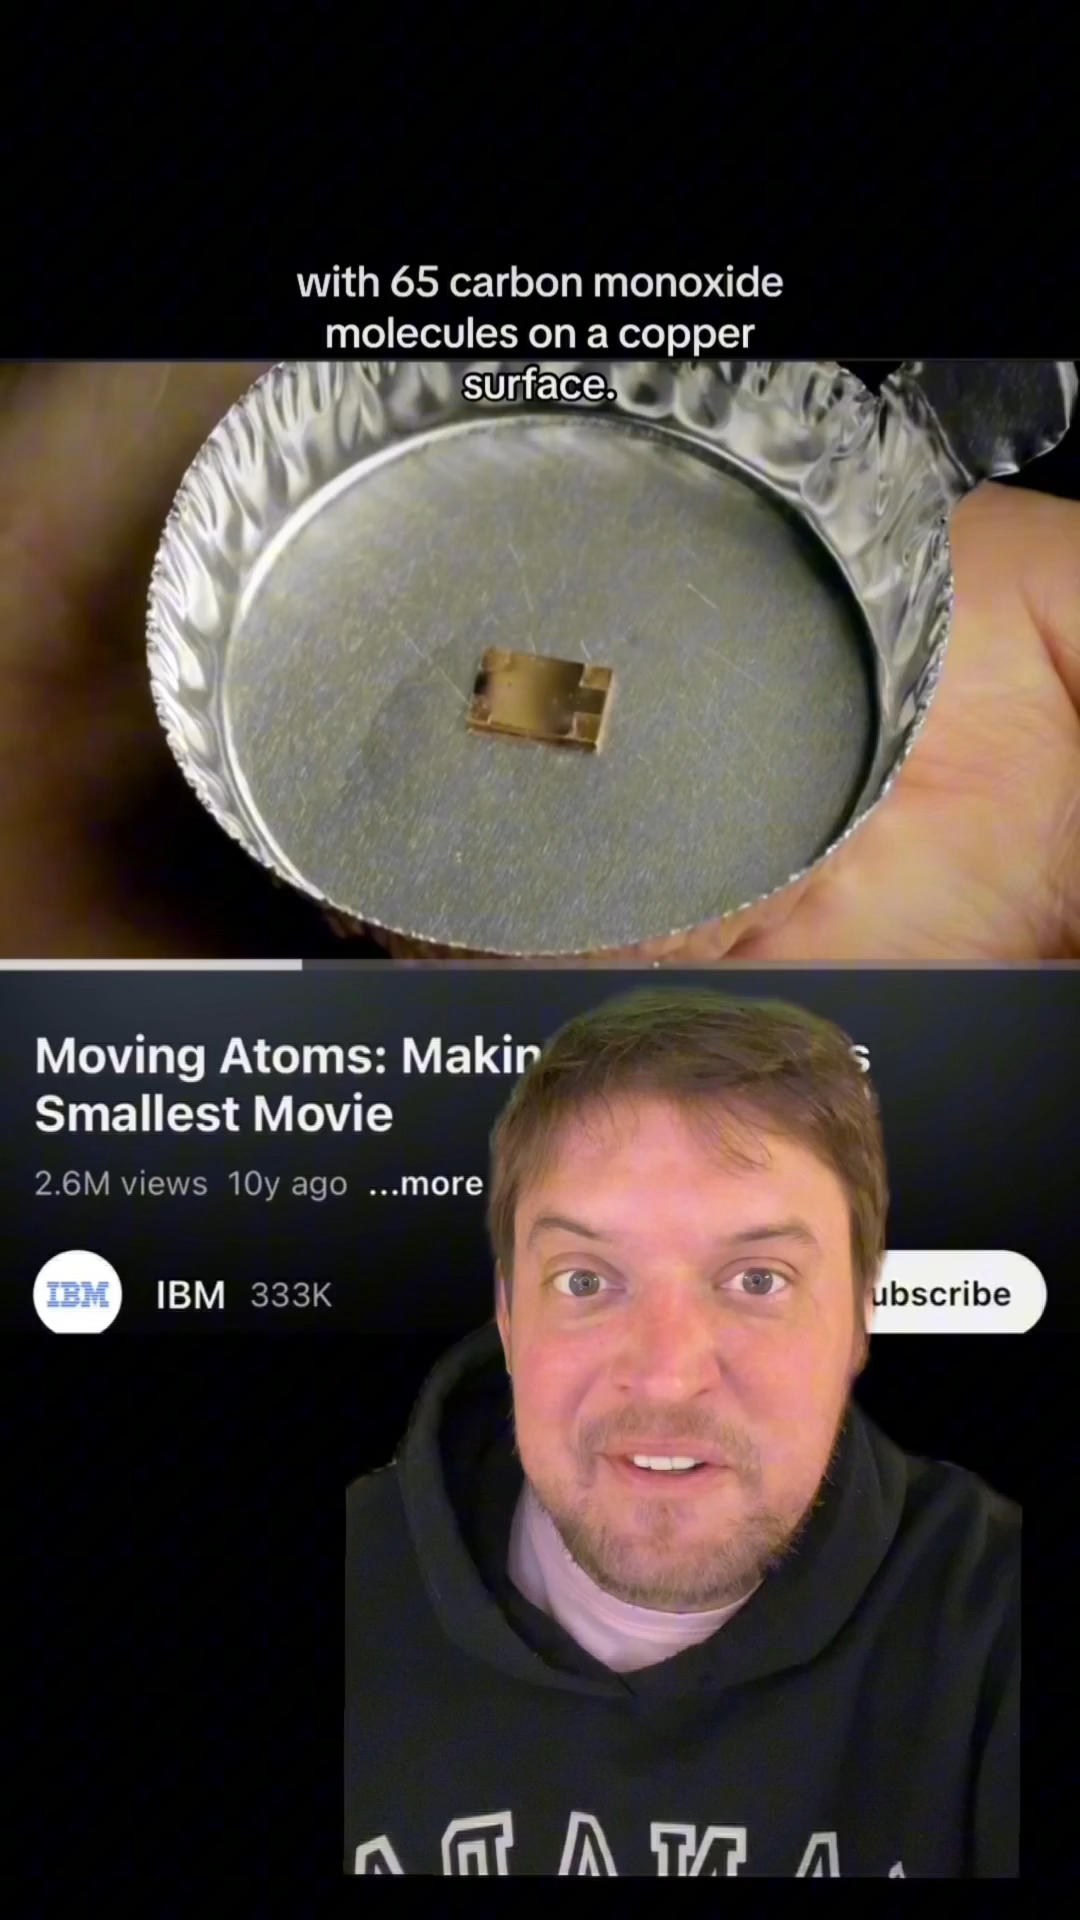 with 65 carbon monoxide
molecules on a copper
surface.
Moving Atoms: Makin s
Smallest Movie
2.6M views 10y ago ...more
IBM IBM 333K ubscribe